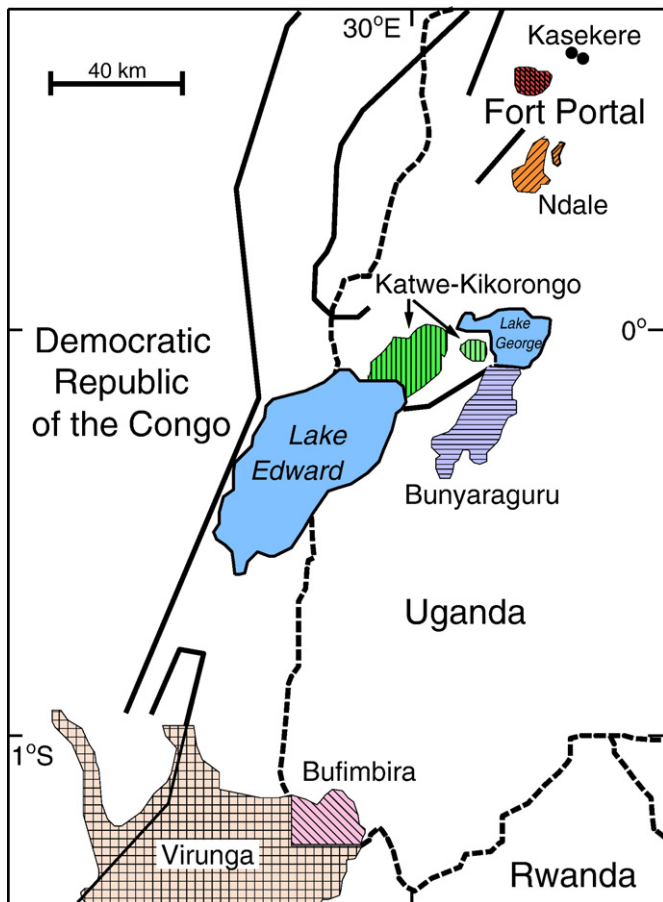 30°E
Kasekere
40 km
Fort Portal
Ndale
Katwe-Kikorongo
Lake
George
0°
Democratic
Republic
of the Congo
Lake
Edward
Bunyaraguru
Uganda
1°S
Bufimbira
Virunga
Rwanda